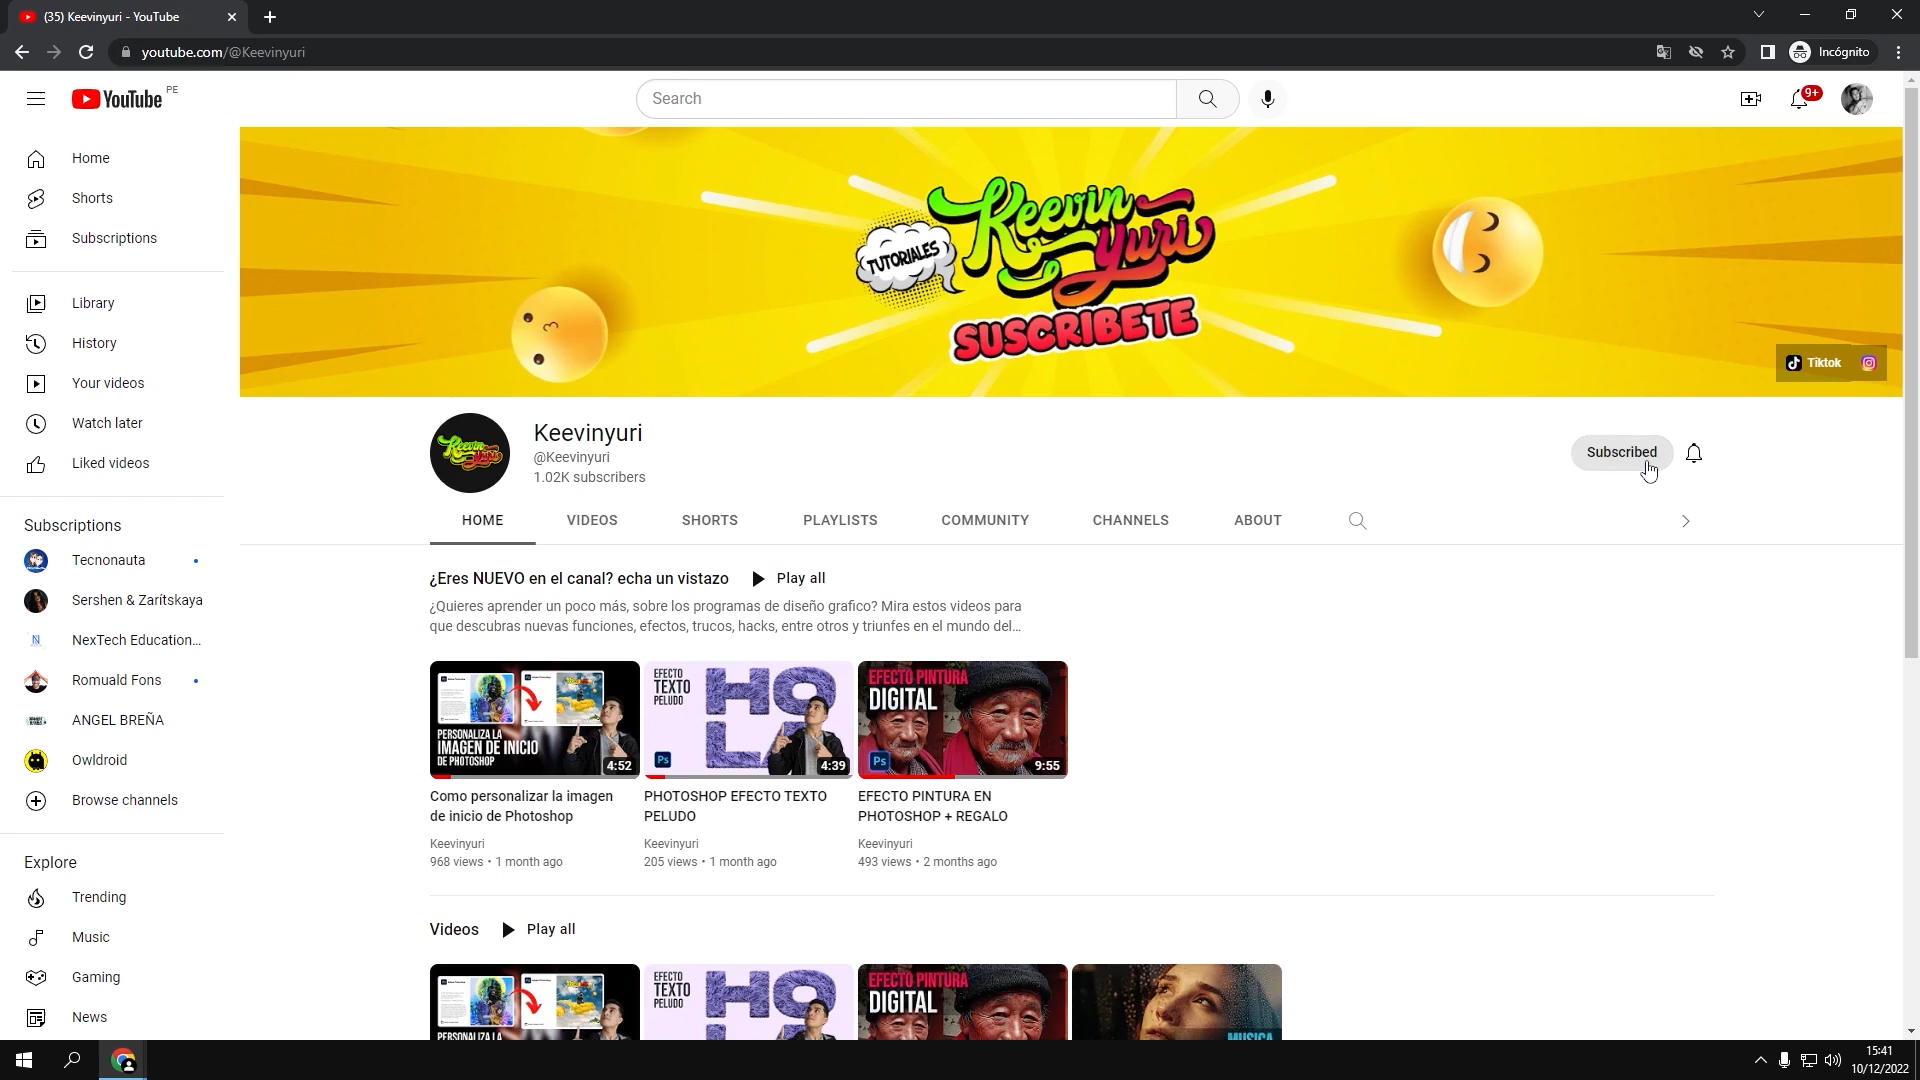 (35) Keevinyuri - YouTube
youtube.com/@Keevinyuri
Incógnito
YouTube PE
Search
9+
Home
Shorts
Subscriptions
Library
History
Your videos
Watch later
Liked videos
Subscriptions
Tecnonauta
Sershen & Zarítskaya
NexTech Education...
Romuald Fons
ANGEL BREÑA
Owldroid
Browse channels
Explore
Trending
Music
Gaming
News
TUTORIALES
Keevin
Yuri
SUSCRIBETE
Tiktok
Keevin
Yuri
Keevinyuri
@Keevinyuri
1.02K subscribers
Subscribed
HOME
VIDEOS
SHORTS
PLAYLISTS
COMMUNITY
CHANNELS
ABOUT
¿Eres NUEVO en el canal? echa un vistazo
Play all
¿Quieres aprender un poco más, sobre los programas de diseño grafico? Mira estos videos para
que descubras nuevas funciones, efectos, trucos, hacks, entre otros y triunfes en el mundo del...
PERSONALIZA LA
IMAGEN DE INICIO
DE PHOTOSHOP
4:52
Como personalizar la imagen
de inicio de Photoshop
Keevinyuri
968 views • 1 month ago
EFECTO
TEXTO
PELUDO
HO
LA
Ps
4:39
PHOTOSHOP EFECTO TEXTO
PELUDO
Keevinyuri
205 views • 1 month ago
EFECTO PINTURA
DIGITAL
Ps
9:55
EFECTO PINTURA EN
PHOTOSHOP + REGALO
Keevinyuri
493 views • 2 months ago
Videos
Play all
PERSONALIZA LA
EFECTO
TEXTO
PELUDO
HO
EFECTO PINTURA
DIGITAL
MUSICA
15:41
10/12/2022